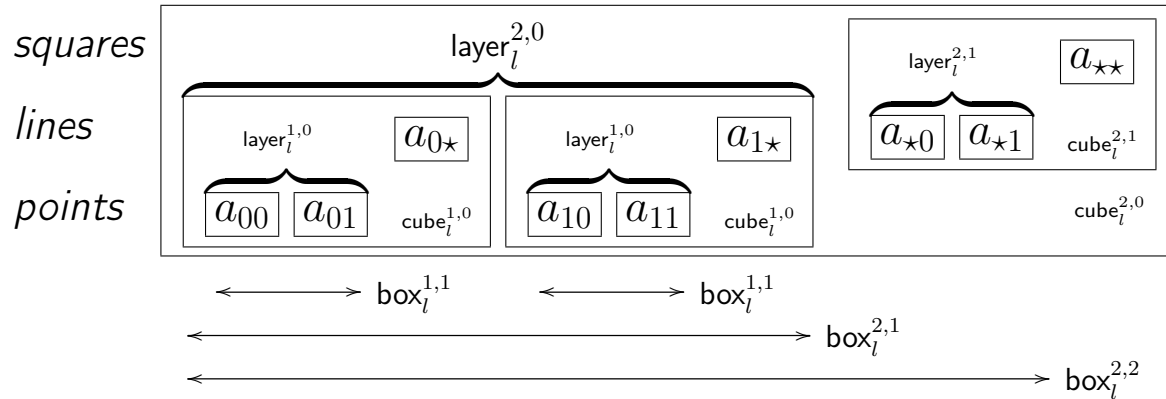 squares
layer_l^{2,0}
layer_l^{2,1}
a_{⋆⋆}
lines
layer_l^{1,0}
a_{0⋆}
layer_l^{1,0}
a_{1⋆}
a_{⋆0} a_{⋆1}
cube_l^{2,1}
points
a_{00} a_{01}
cube_l^{1,0}
a_{10} a_{11}
cube_l^{1,0}
cube_l^{2,0}
box_l^{1,1}
box_l^{1,1}
box_l^{2,1}
box_l^{2,2}